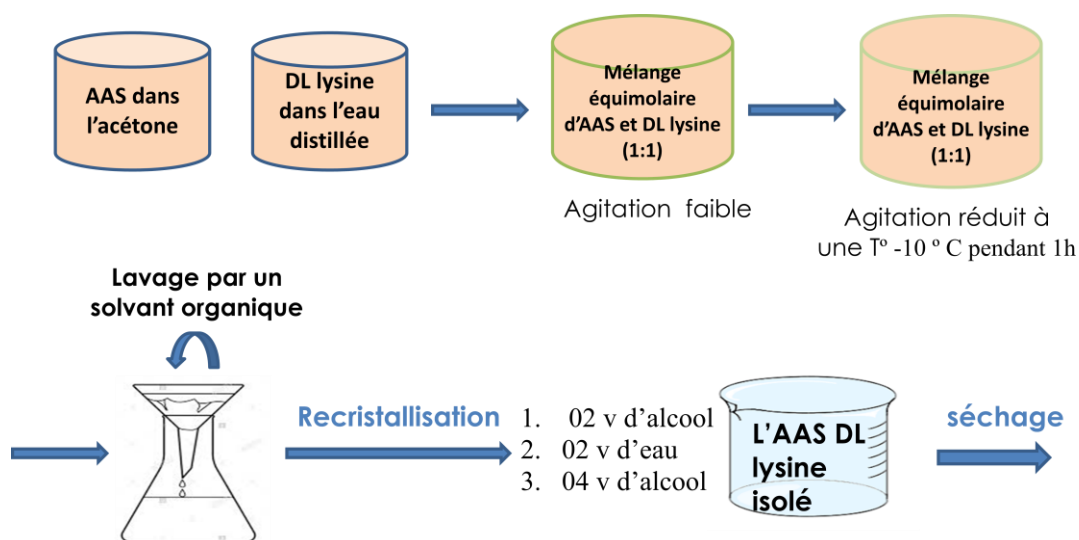 AAS dans
l'acétone
DL lysine
dans l'eau
distillée
Mélange
équimolaire
d'AAS et DL lysine
(1:1)
Agitation faible
Mélange
équimolaire
d'AAS et DL lysine
(1:1)
Agitation réduit à
une Tº -10 º C pendant 1h
Lavage par un
solvant organique
Recristallisation
1. 02 v d'alcool
2. 02 v d'eau
3. 04 v d'alcool
L'AAS DL
lysine
isolé
séchage